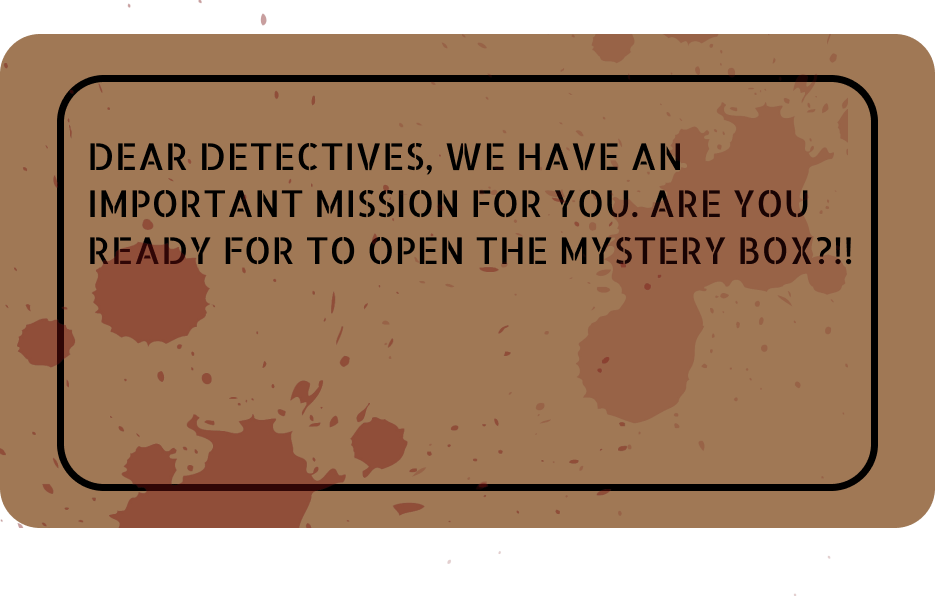 DEAR DETECTIVES, WE HAVE AN
IMPORTANT MISSION FOR YOU. ARE YOU
READY FOR TO OPEN THE MYSTERY BOX?!!